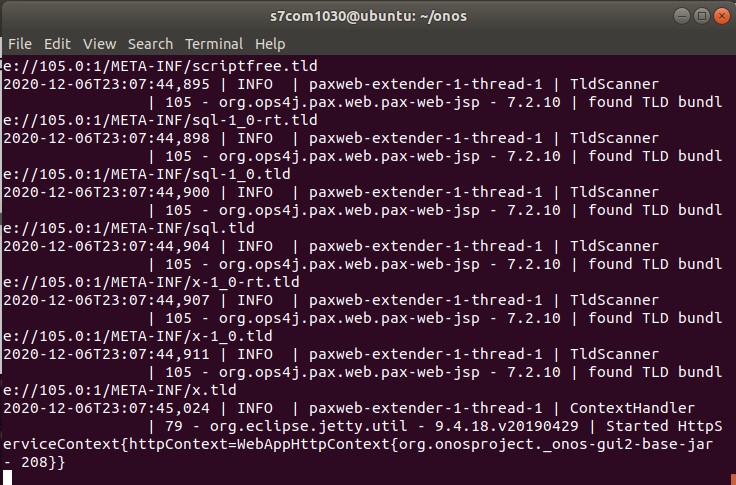 s7com1030@ubuntu: ~/onos
File Edit View Search Terminal Help
e://105.0:1/META-INF/scriptfree.tld
2020-12-06T23:07:44,895 | INFO  | paxweb-extender-1-thread-1 | TldScanner
                | 105 - org.ops4j.pax.web.pax-web-jsp - 7.2.10 | found TLD bundl
e://105.0:1/META-INF/sql-1_0-rt.tld
2020-12-06T23:07:44,898 | INFO  | paxweb-extender-1-thread-1 | TldScanner
                | 105 - org.ops4j.pax.web.pax-web-jsp - 7.2.10 | found TLD bundl
e://105.0:1/META-INF/sql-1_0.tld
2020-12-06T23:07:44,900 | INFO  | paxweb-extender-1-thread-1 | TldScanner
                | 105 - org.ops4j.pax.web.pax-web-jsp - 7.2.10 | found TLD bundl
e://105.0:1/META-INF/sql.tld
2020-12-06T23:07:44,904 | INFO  | paxweb-extender-1-thread-1 | TldScanner
                | 105 - org.ops4j.pax.web.pax-web-jsp - 7.2.10 | found TLD bundl
e://105.0:1/META-INF/x-1_0-rt.tld
2020-12-06T23:07:44,907 | INFO  | paxweb-extender-1-thread-1 | TldScanner
                | 105 - org.ops4j.pax.web.pax-web-jsp - 7.2.10 | found TLD bundl
e://105.0:1/META-INF/x-1_0.tld
2020-12-06T23:07:44,911 | INFO  | paxweb-extender-1-thread-1 | TldScanner
                | 105 - org.ops4j.pax.web.pax-web-jsp - 7.2.10 | found TLD bundl
e://105.0:1/META-INF/x.tld
2020-12-06T23:07:45,024 | INFO  | paxweb-extender-1-thread-1 | ContextHandler
                | 79 - org.eclipse.jetty.util - 9.4.18.v20190429 | Started HttpS
erviceContext{httpContext=WebAppHttpContext{org.onosproject._onos-gui2-base-jar
- 208}}